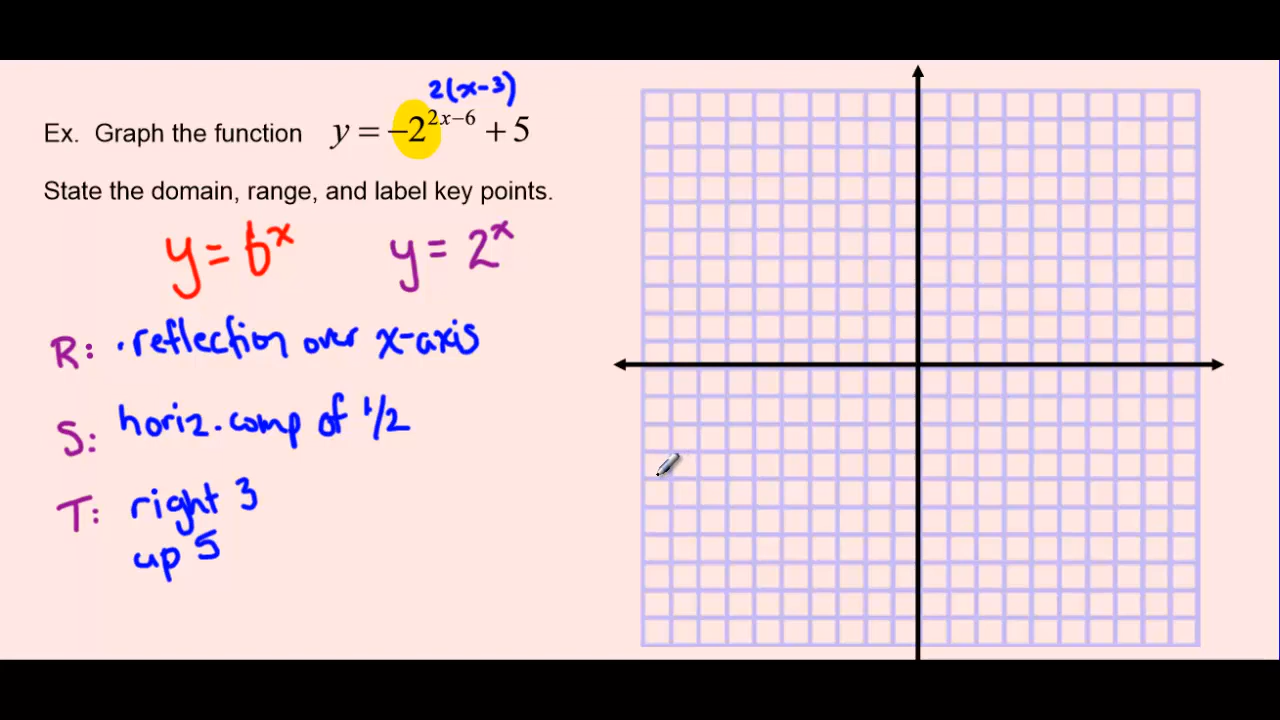 2(x-3)
Ex. Graph the function y = −2^{2x−6} + 5
State the domain, range, and label key points.
y = b^x y = 2^x
R: · reflection over x-axis
S: horiz. comp of 1/2
T: right 3
up 5